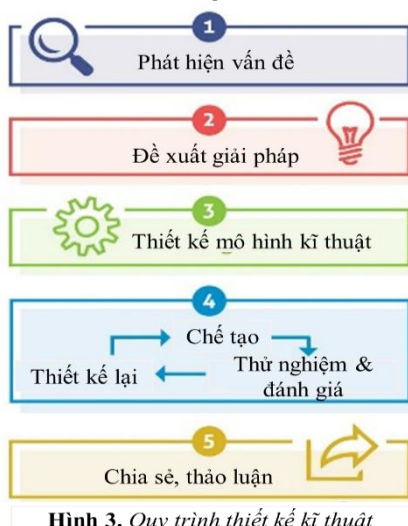 1
Phát hiện vấn đề
2
Đề xuất giải pháp
3
Thiết kế mô hình kĩ thuật
4
Chế tạo
Thiết kế lại
Thử nghiệm &
đánh giá
5
Chia sẻ, thảo luận
Hình 3. Quy trình thiết kế kĩ thuật